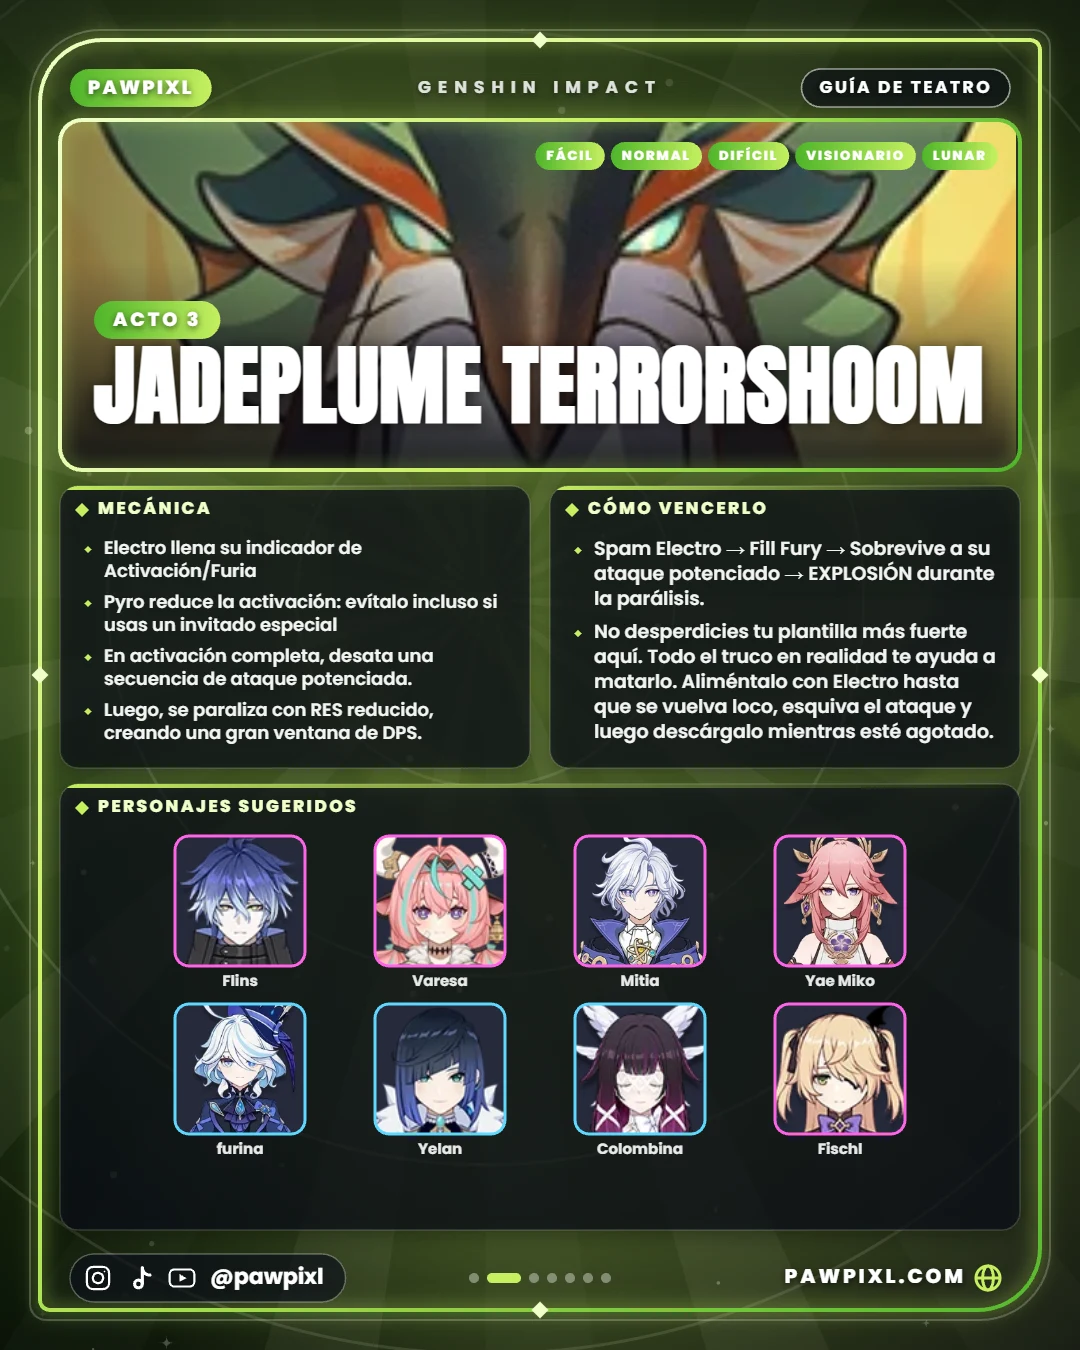 PAWPIXL
GENSHIN IMPACT
GUÍA DE TEATRO
FÁCIL
NORMAL
DIFÍCIL
VISIONARIO
LUNAR
ACTO 3
JADEPLUME TERRORSHOOM
MECÁNICA
Electro llena su indicador de
Activación/Furia
Pyro reduce la activación: evítalo incluso si
usas un invitado especial
En activación completa, desata una
secuencia de ataque potenciada.
Luego, se paraliza con RES reducido,
creando una gran ventana de DPS.
CÓMO VENCERLO
Spam Electro → Fill Fury → Sobrevive a su
ataque potenciado → EXPLOSIÓN durante
la parálisis.
No desperdicies tu plantilla más fuerte
aquí. Todo el truco en realidad te ayuda a
matarlo. Aliméntalo con Electro hasta
que se vuelva loco, esquiva el ataque y
luego descárgalo mientras esté agotado.
PERSONAJES SUGERIDOS
Flins
Varesa
Mitia
Yae Miko
furina
Yelan
Colombina
Fischl
@pawpixl
PAWPIXL.COM